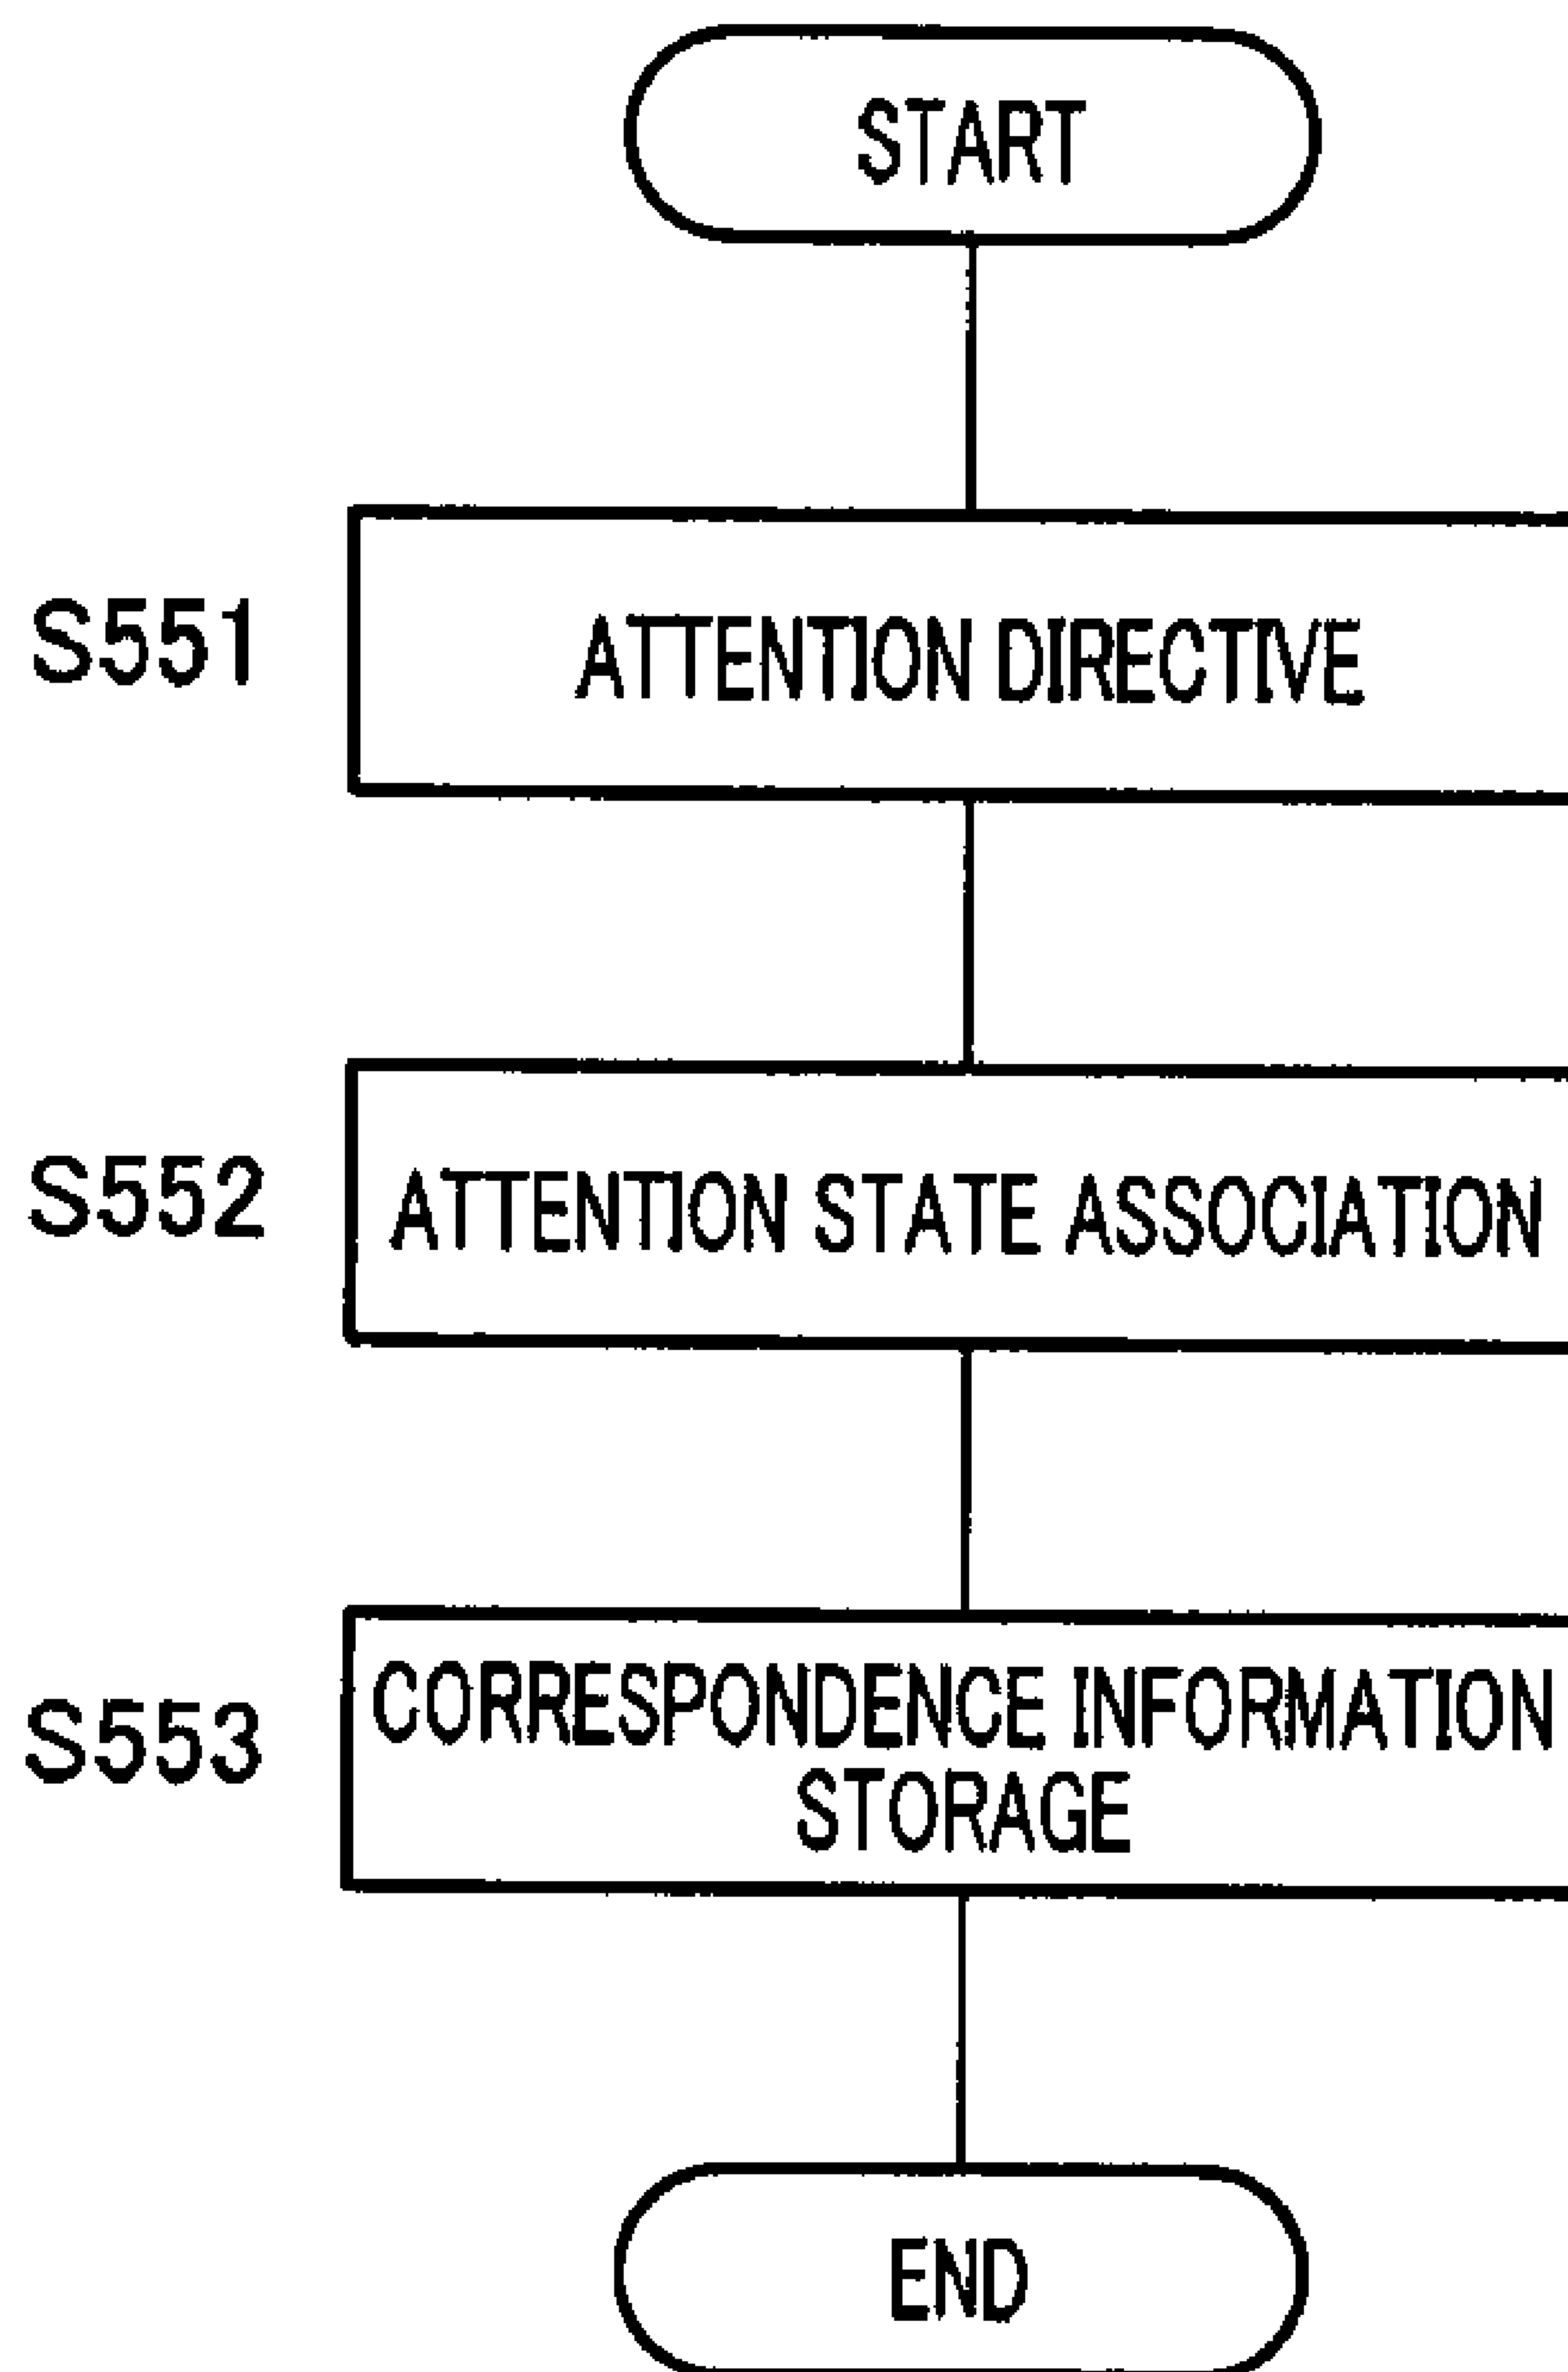 START
S551
ATTENTION DIRECTIVE
S552
ATTENTION STATE ASSOCIATION
S553
CORRESPONDENCE INFORMATION
STORAGE
END